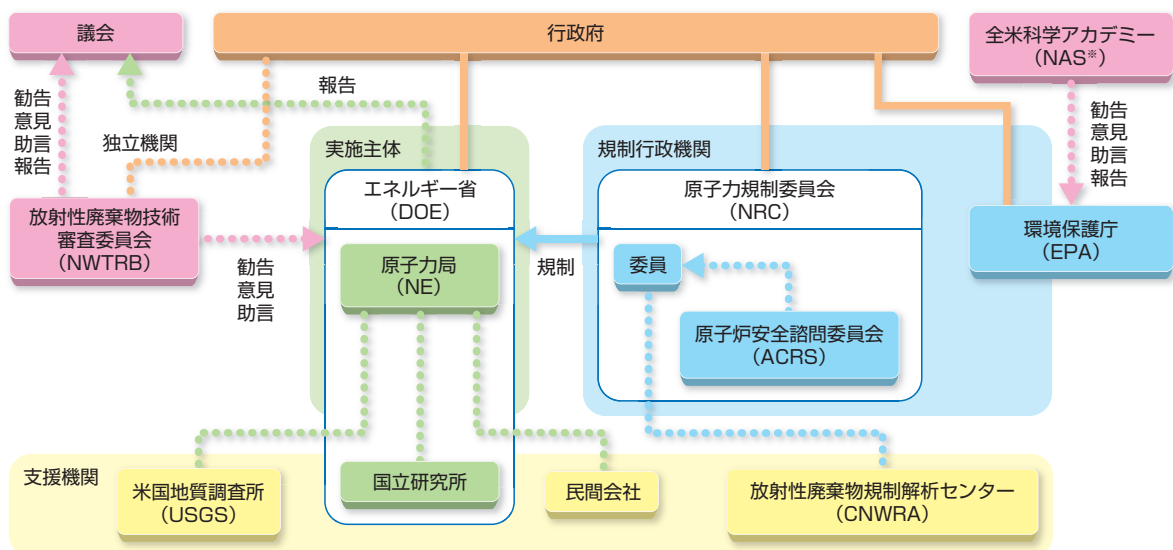 議会
行政府
全米科学アカデミー
(NAS※)
勧告
意見
助言
報告
独立機関
報告
勧告
意見
助言
報告
実施主体
規制行政機関
エネルギー省
(DOE)
原子力規制委員会
(NRC)
放射性廃棄物技術
審査委員会
(NWTRB)
環境保護庁
(EPA)
勧告
意見
助言
原子力局
(NE)
規制
委員
原子炉安全諮問委員会
(ACRS)
支援機関
米国地質調査所
(USGS)
国立研究所
民間会社
放射性廃棄物規制解析センター
(CNWRA)